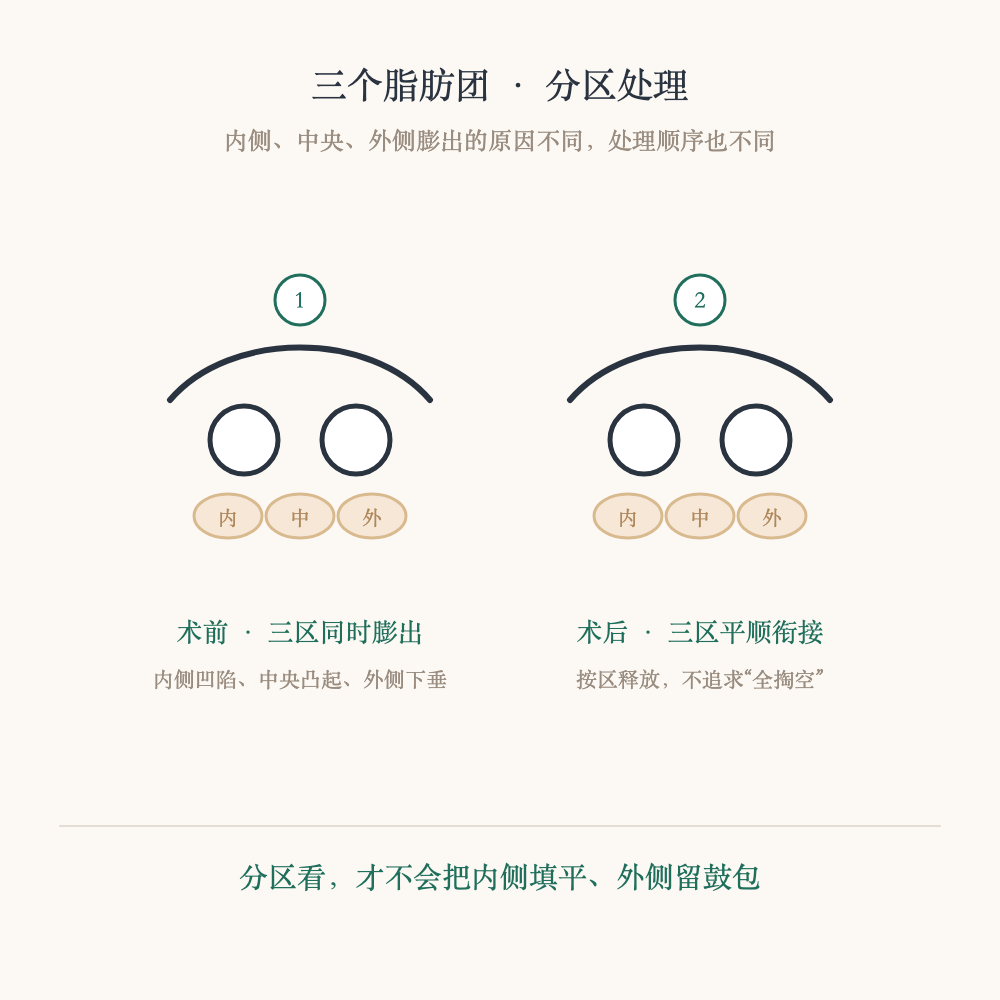 三个脂肪团 · 分区处理
内侧、中央、外侧膨出的原因不同，处理顺序也不同
1
2
内 中 外
内 中 外
术前 · 三区同时膨出
术后 · 三区平顺衔接
内侧凹陷、中央凸起、外侧下垂
按区释放，不追求“全掏空”
分区看，才不会把内侧填平、外侧留鼓包